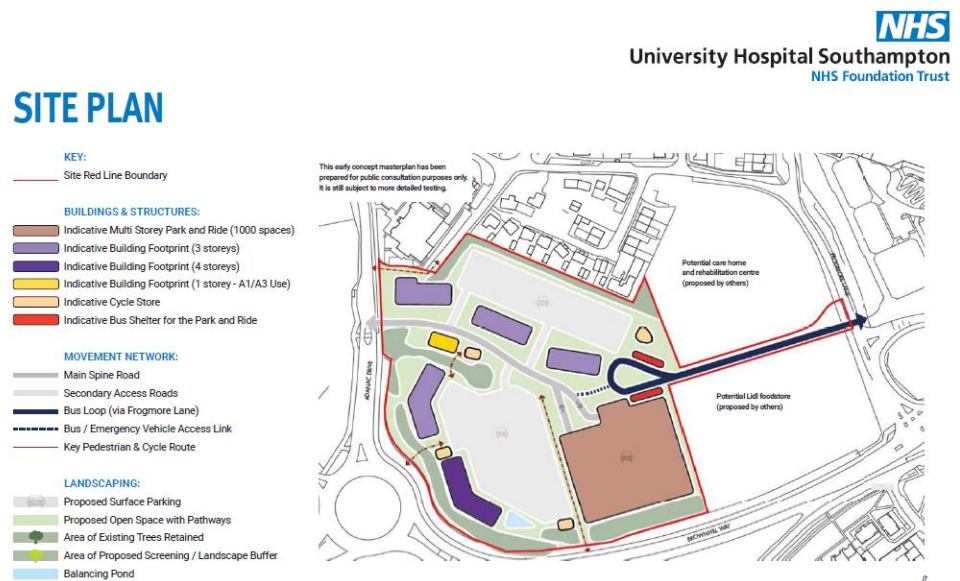 NHS
University Hospital Southampton
NHS Foundation Trust
SITE PLAN
KEY:
Site Red Line Boundary
BUILDINGS & STRUCTURES:
Indicative Multi Storey Park and Ride (1000 spaces)
Indicative Building Footprint (3 storeys)
Indicative Building Footprint (4 storeys)
Indicative Building Footprint (1 storey - A1/A3 Use)
Indicative Cycle Store
Indicative Bus Shelter for the Park and Ride
MOVEMENT NETWORK:
Main Spine Road
Secondary Access Roads
Bus Loop (via Frogmore Lane)
Bus / Emergency Vehicle Access Link
Key Pedestrian & Cycle Route
LANDSCAPING:
Proposed Surface Parking
Proposed Open Space with Pathways
Area of Existing Trees Retained
Area of Proposed Screening / Landscape Buffer
Balancing Pond
This early concept masterplan has been
prepared for public consultation purposes only.
It is still subject to more detailed testing.
Potential care home
and rehabilitation centre
(proposed by others)
Potential Lidl foodstore
(proposed by others)
ADANAC DRIVE
FROGMORE LANE
BROWNHILL WAY